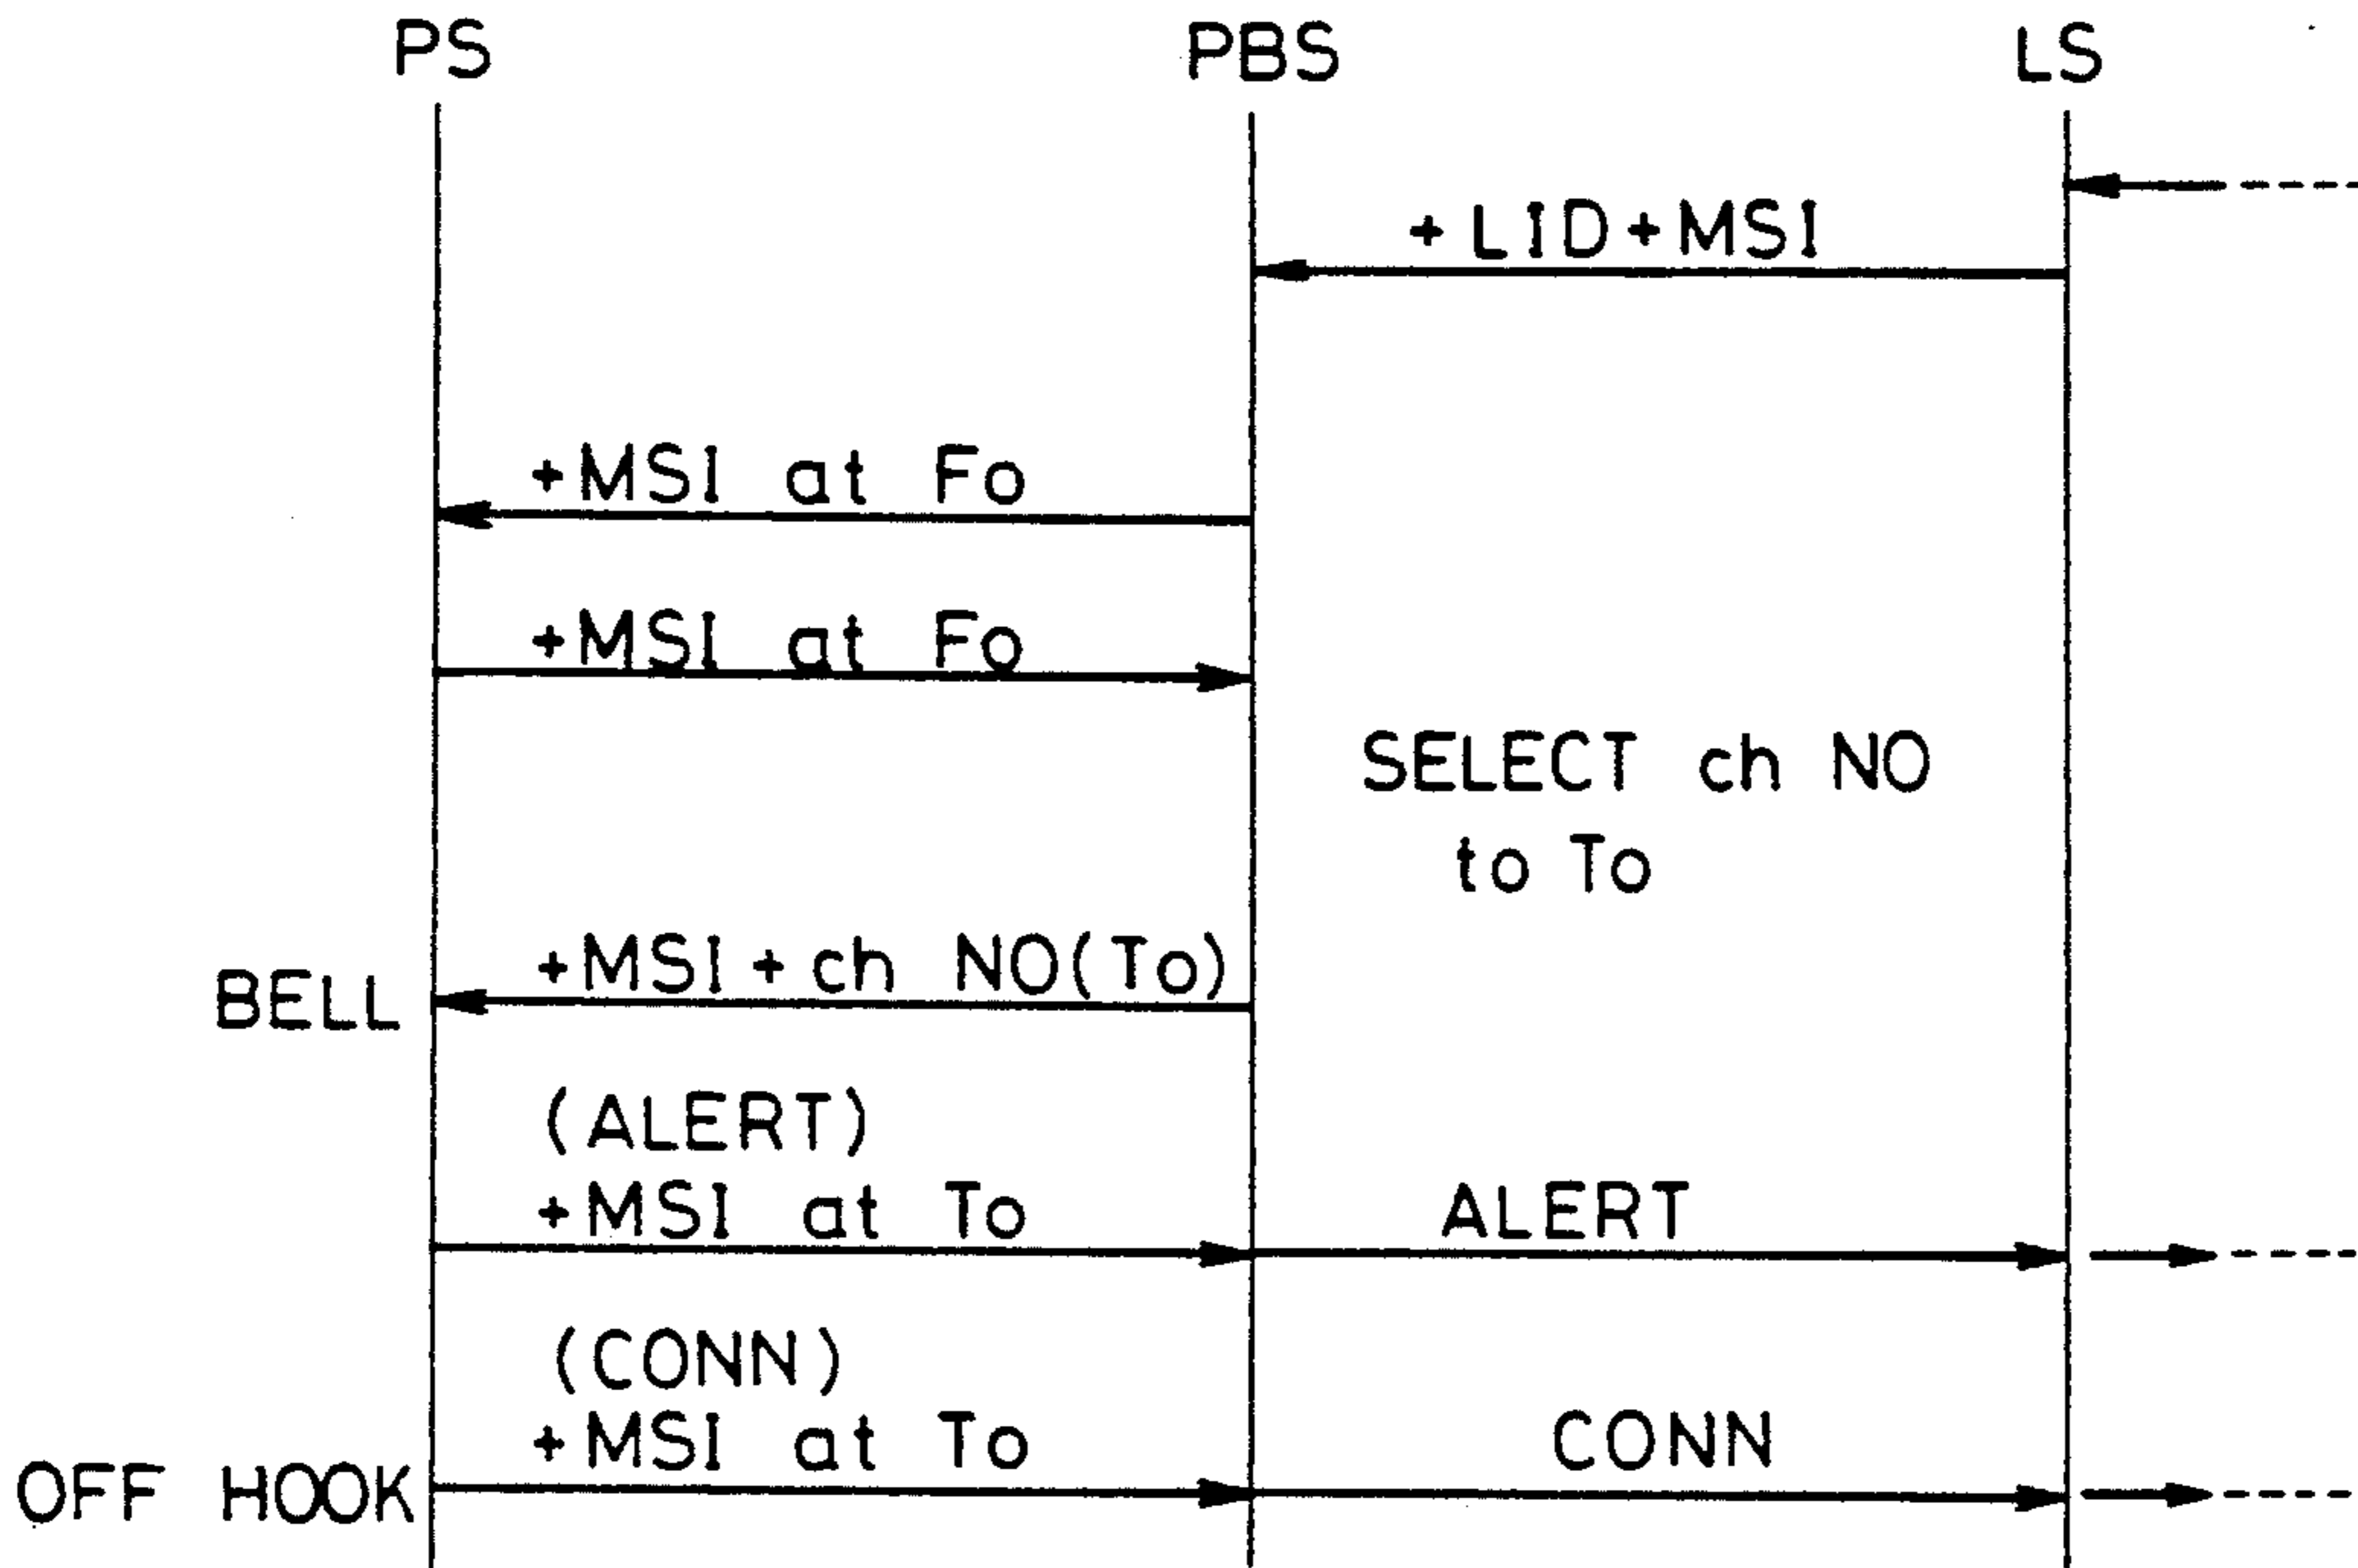 PS PBS LS
+LID+MSI
+MSI at Fo
+MSI at Fo
SELECT ch NO
to To
+MSI+ch NO(To)
BELL
(ALERT)
+MSI at To
ALERT
(CONN)
+MSI at To
CONN
OFF HOOK